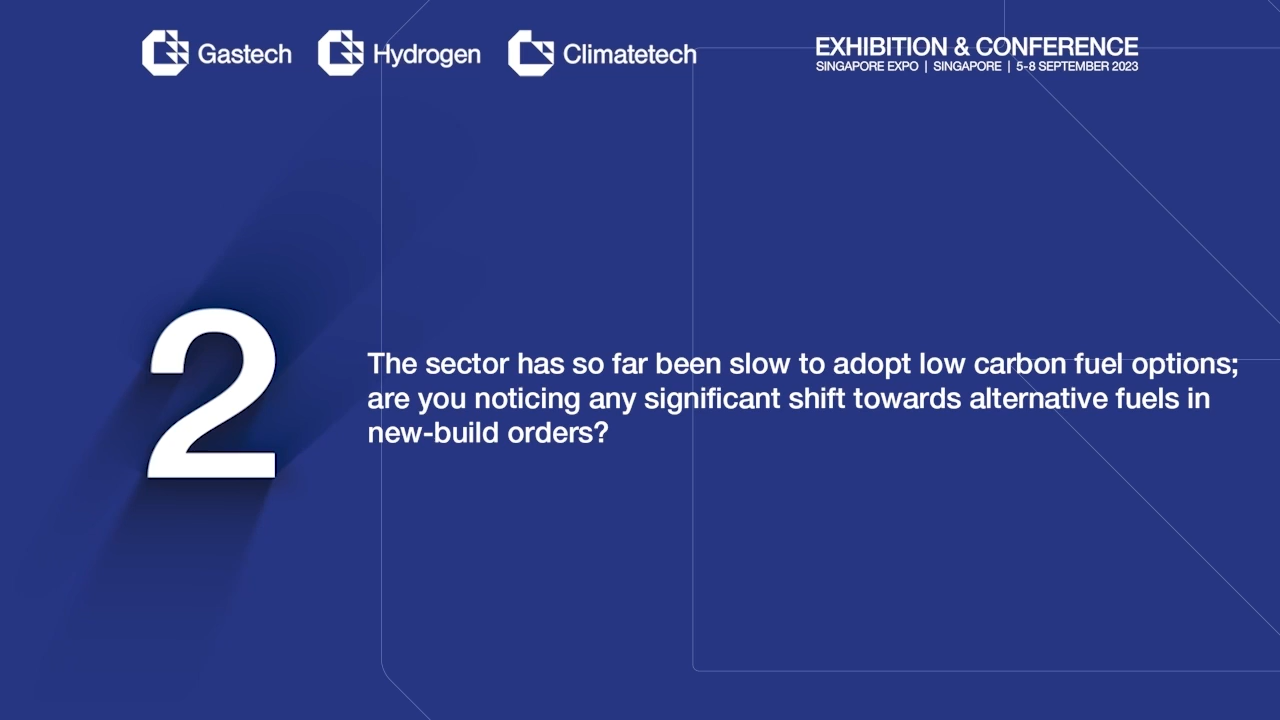 Gastech Hydrogen Climatetech
EXHIBITION & CONFERENCE
SINGAPORE EXPO | SINGAPORE | 5-8 SEPTEMBER 2023
2
The sector has so far been slow to adopt low carbon fuel options;
are you noticing any significant shift towards alternative fuels in
new-build orders?